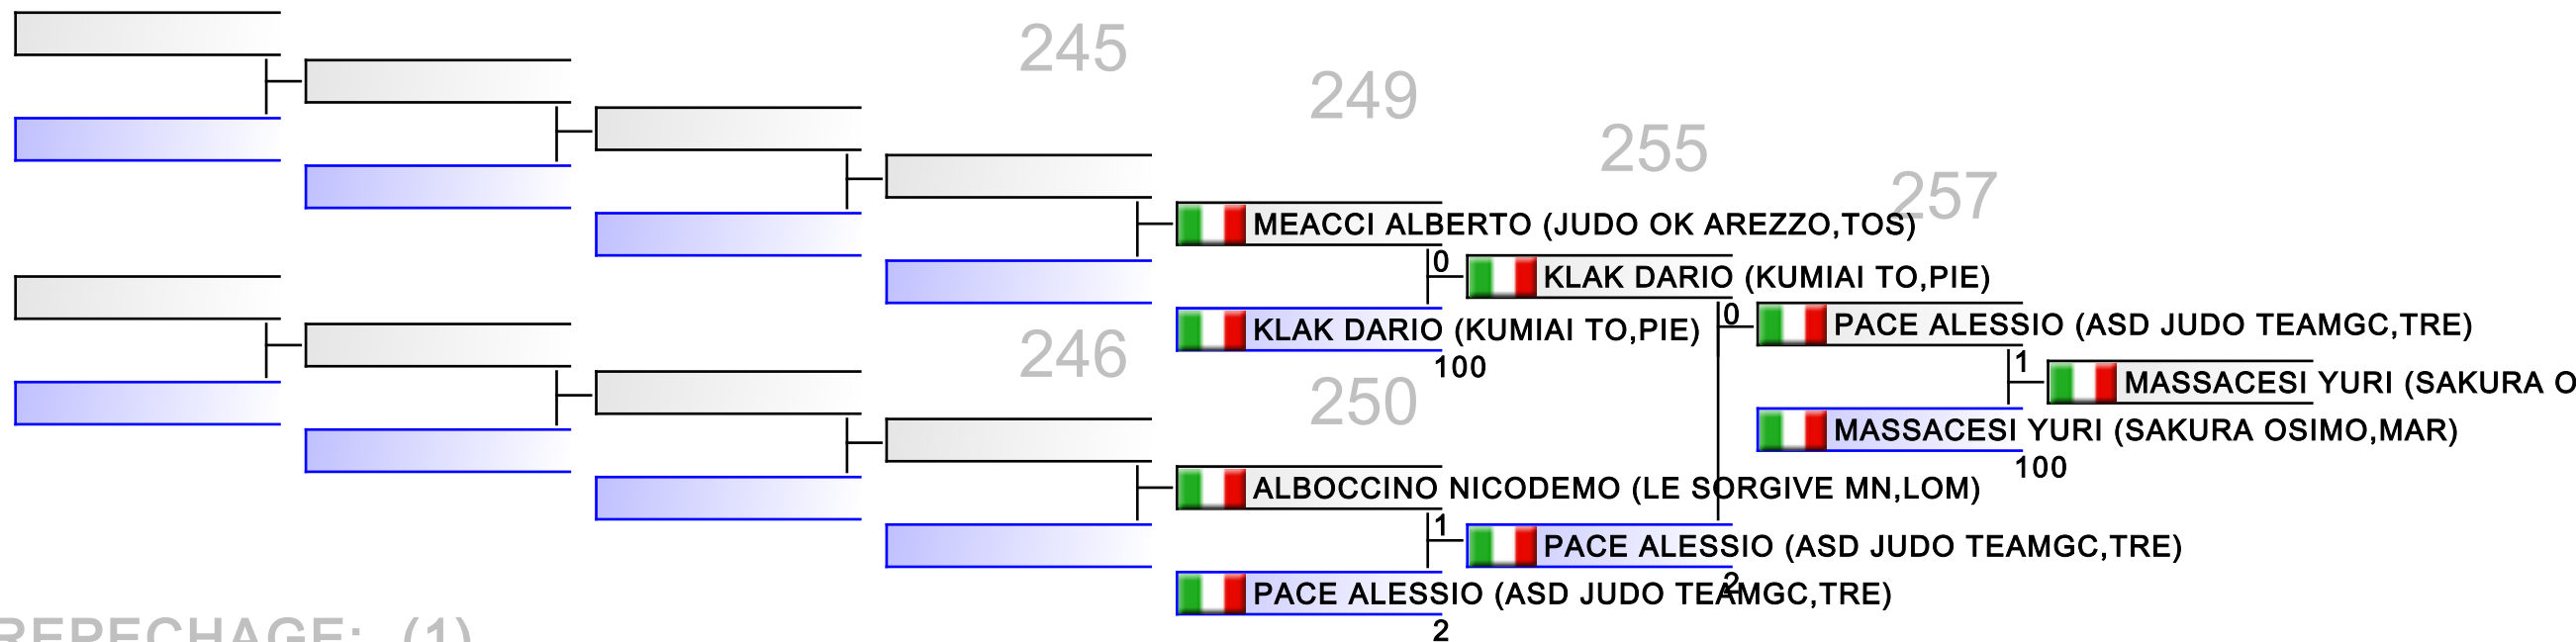 245
249
255
257
MEACCI ALBERTO (JUDO OK AREZZO,TOS)
0
KLAK DARIO (KUMIAI TO,PIE)
0
PACE ALESSIO (ASD JUDO TEAMGC,TRE)
KLAK DARIO (KUMIAI TO,PIE)
246
100
1
MASSACESI YURI (SAKURA O
250
MASSACESI YURI (SAKURA OSIMO,MAR)
100
ALBOCCINO NICODEMO (LE SORGIVE MN,LOM)
1
PACE ALESSIO (ASD JUDO TEAMGC,TRE)
2
PACE ALESSIO (ASD JUDO TEAMGC,TRE)
2
REPECHAGE: (1)